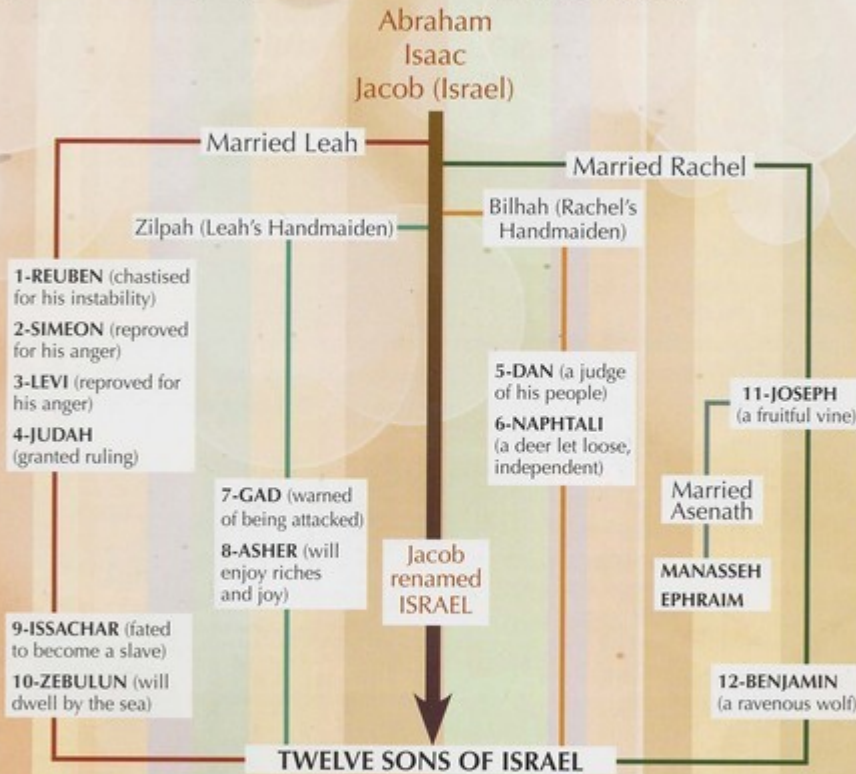 Abraham
Isaac
Jacob (Israel)
Married Leah
Married Rachel
Zilpah (Leah's Handmaiden)
Bilhah (Rachel's
Handmaiden)
1-REUBEN (chastised
for his instability)
2-SIMEON (reproved
for his anger)
3-LEVI (reproved for
his anger)
4-JUDAH
(granted ruling)
5-DAN (a judge
of his people)
6-NAPHTALI
(a deer let loose,
independent)
11-JOSEPH
(a fruitful vine)
Married
Asenath
MANASSEH
EPHRAIM
7-GAD (warned
of being attacked)
8-ASHER (will
enjoy riches
and joy)
Jacob
renamed
ISRAEL
9-ISSACHAR (fated
to become a slave)
10-ZEBULUN (will
dwell by the sea)
12-BENJAMIN
(a ravenous wolf)
TWELVE SONS OF ISRAEL